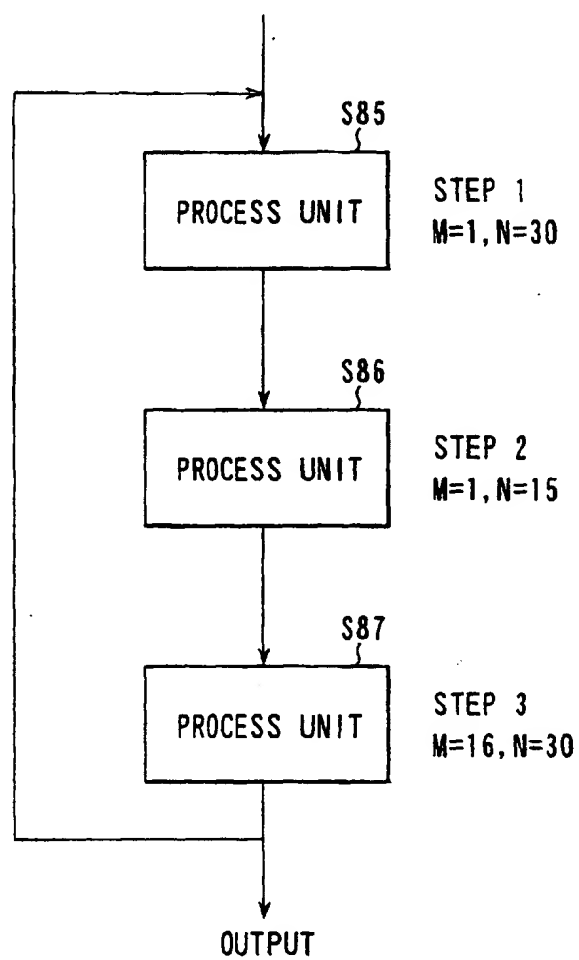 S85
PROCESS UNIT
STEP 1
M=1, N=30
S86
PROCESS UNIT
STEP 2
M=1, N=15
S87
PROCESS UNIT
STEP 3
M=16, N=30
OUTPUT